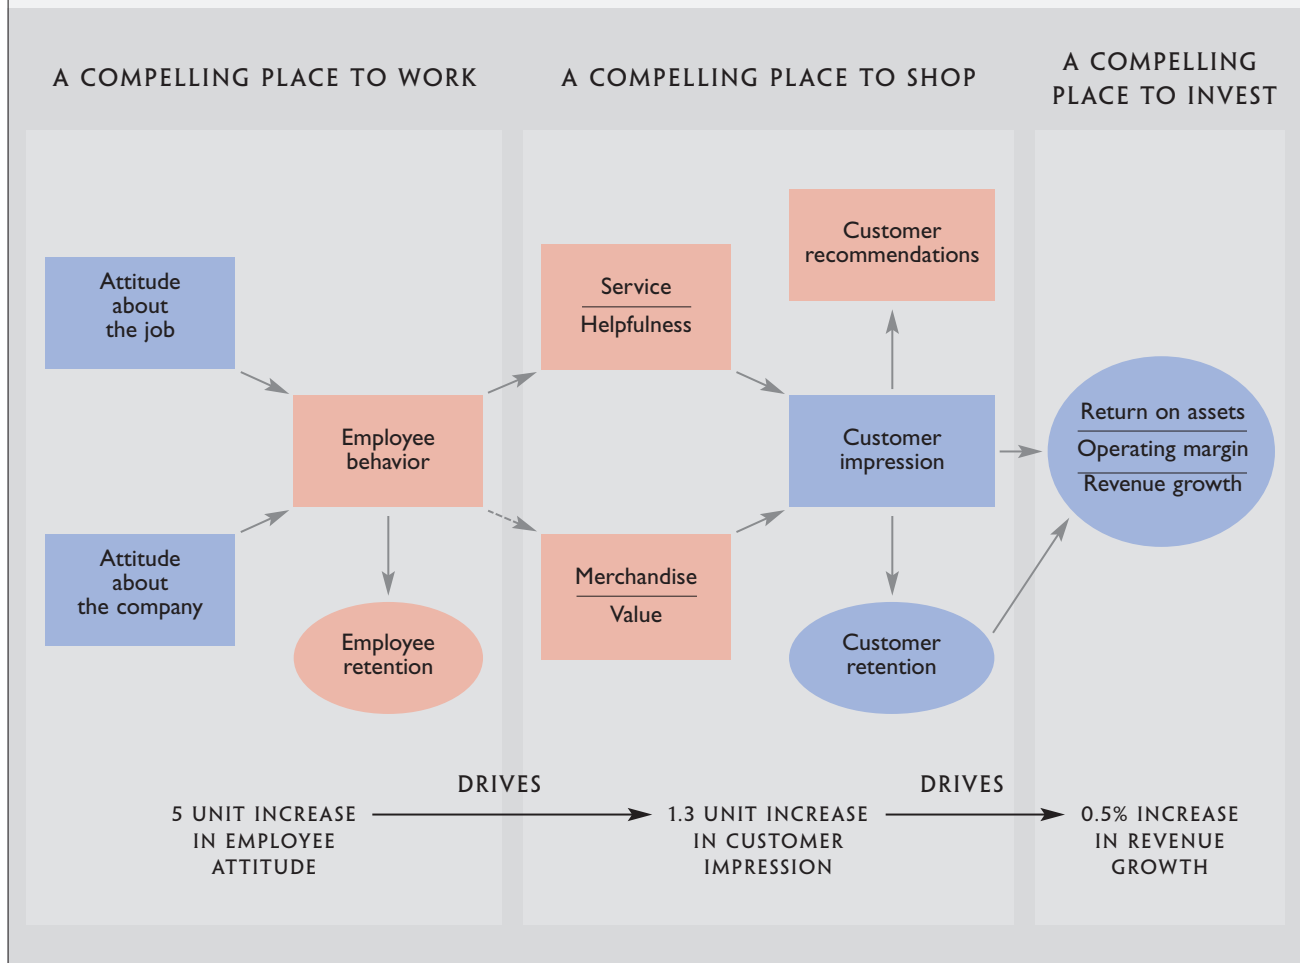 A COMPELLING PLACE TO WORK
A COMPELLING PLACE TO SHOP
A COMPELLING
PLACE TO INVEST
Attitude
about
the job
Attitude
about
the company
Employee
behavior
Employee
retention
Service
Helpfulness
Merchandise
Value
Customer
recommendations
Customer
impression
Customer
retention
Return on assets
Operating margin
Revenue growth
5 UNIT INCREASE
IN EMPLOYEE
ATTITUDE
DRIVES
1.3 UNIT INCREASE
IN CUSTOMER
IMPRESSION
DRIVES
0.5% INCREASE
IN REVENUE
GROWTH